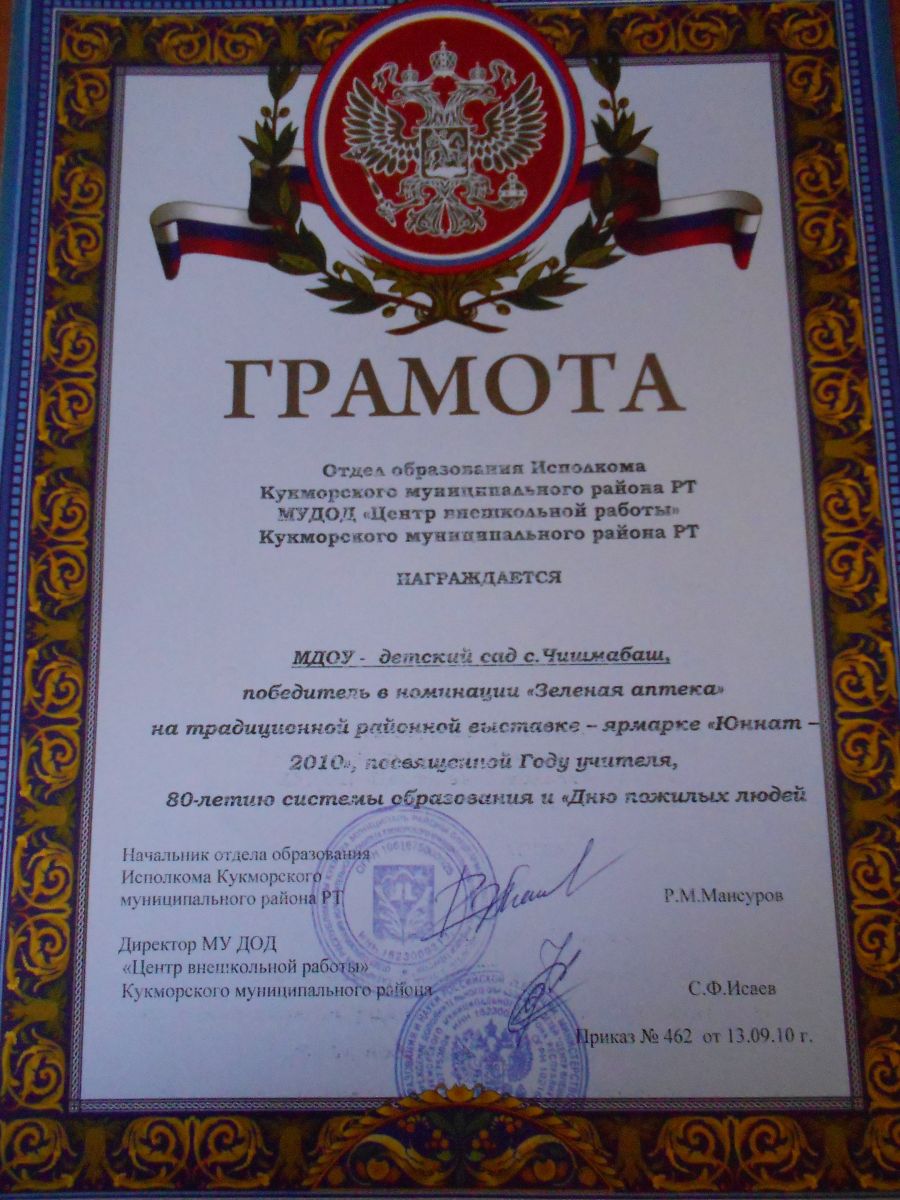 ГРАМОТА
Отдел образования Исполкома
Кукморского муниципального района РТ
МУДОД «Центр внешкольной работы»
Кукморского муниципального района РТ
НАГРАЖДАЕТСЯ
МДОУ - детский сад с.Чишмабаш,
победитель в номинации «Зеленая аптека»
на традиционной районной выставке – ярмарке «Юннат –
2010», посвященной Году учителя,
80-летию системы образования и «Дню пожилых людей
Начальник отдела образования
Исполкома Кукморского
муниципального района РТ
Р.М.Мансуров
Директор МУ ДОД
«Центр внешкольной работы»
Кукморского муниципального района
С.Ф.Исаев
Приказ № 462 от 13.09.10 г.